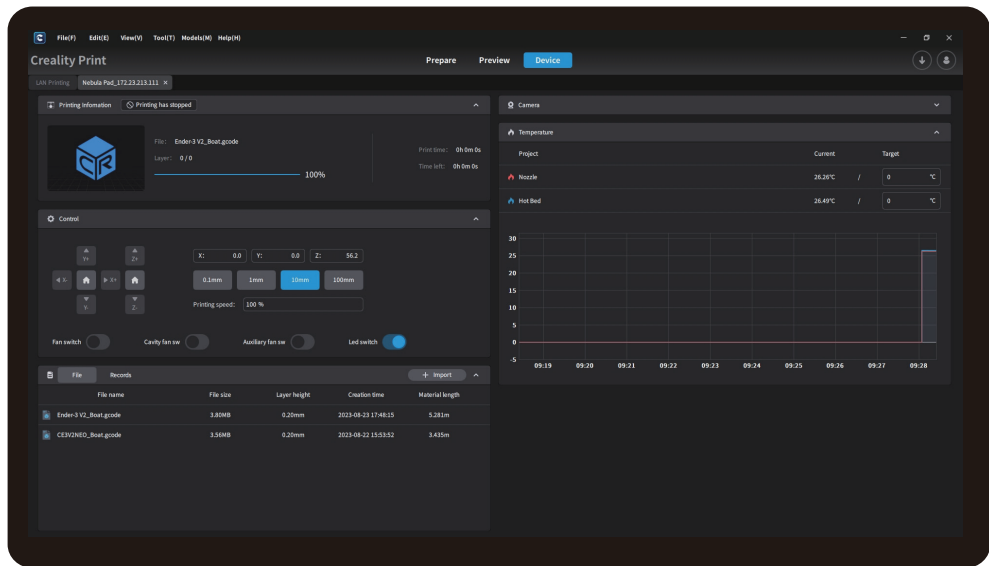 File(F) Edit(E) View(V) Tool(T) Models(M) Help(H)
Creality Print
Prepare Preview Device
LAN Printing Nebula Pad_172.23.213.111 ×
Printing Infomation Printing has stopped
File: Ender-3 V2_Boat.gcode
Layer: 0 / 0
100%
Print time: 0h 0m 0s
Time left: 0h 0m 0s
Control
Y+ Z+
X- X+
Y- Z-
X: 0.0 Y: 0.0 Z: 56.2
0.1mm 1mm 10mm 100mm
Printing speed: 100 %
Fan switch Cavity fan sw Auxiliary fan sw Led switch
File Records + Import
File name File size Layer height Creation time Material length
Ender-3 V2_Boat.gcode 3.80MB 0.20mm 2023-08-23 17:48:15 5.281m
CE3V2NEO_Boat.gcode 3.56MB 0.20mm 2023-08-22 15:53:52 3.435m
Camera
Temperature
Project Current Target
Nozzle 26.26°C / 0 °C
Hot Bed 26.49°C / 0 °C
30
25
20
15
10
5
0
-5
09:19 09:20 09:21 09:22 09:23 09:24 09:25 09:26 09:27 09:28